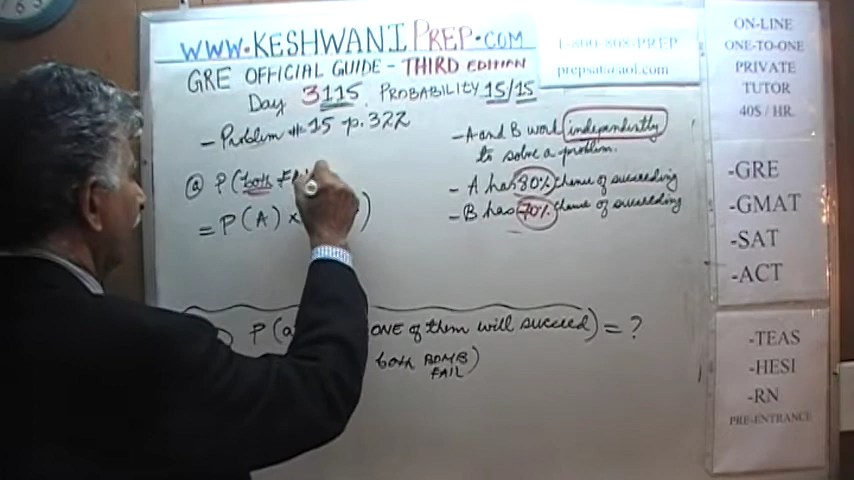 WWW.KESHWANIPREP.COM
GRE OFFICIAL GUIDE - THIRD EDITION
Day 3115, PROBABILITY 15/15
- Problem #15 p. 322
ⓐ P(both FA
= P(A) ×
)
P(a
ONE of them will succeed) = ?
both BOMB)
FAIL
1-800-808-PREP
prepsat@aol.com
- A and B work independently
to solve a problem.
- A has 80% chance of succeeding
- B has 70% chance of succeeding
ON-LINE
ONE-TO-ONE
PRIVATE
TUTOR
40$ / HR.
-GRE
-GMAT
-SAT
-ACT
-TEAS
-HESI
-RN
PRE-ENTRANCE